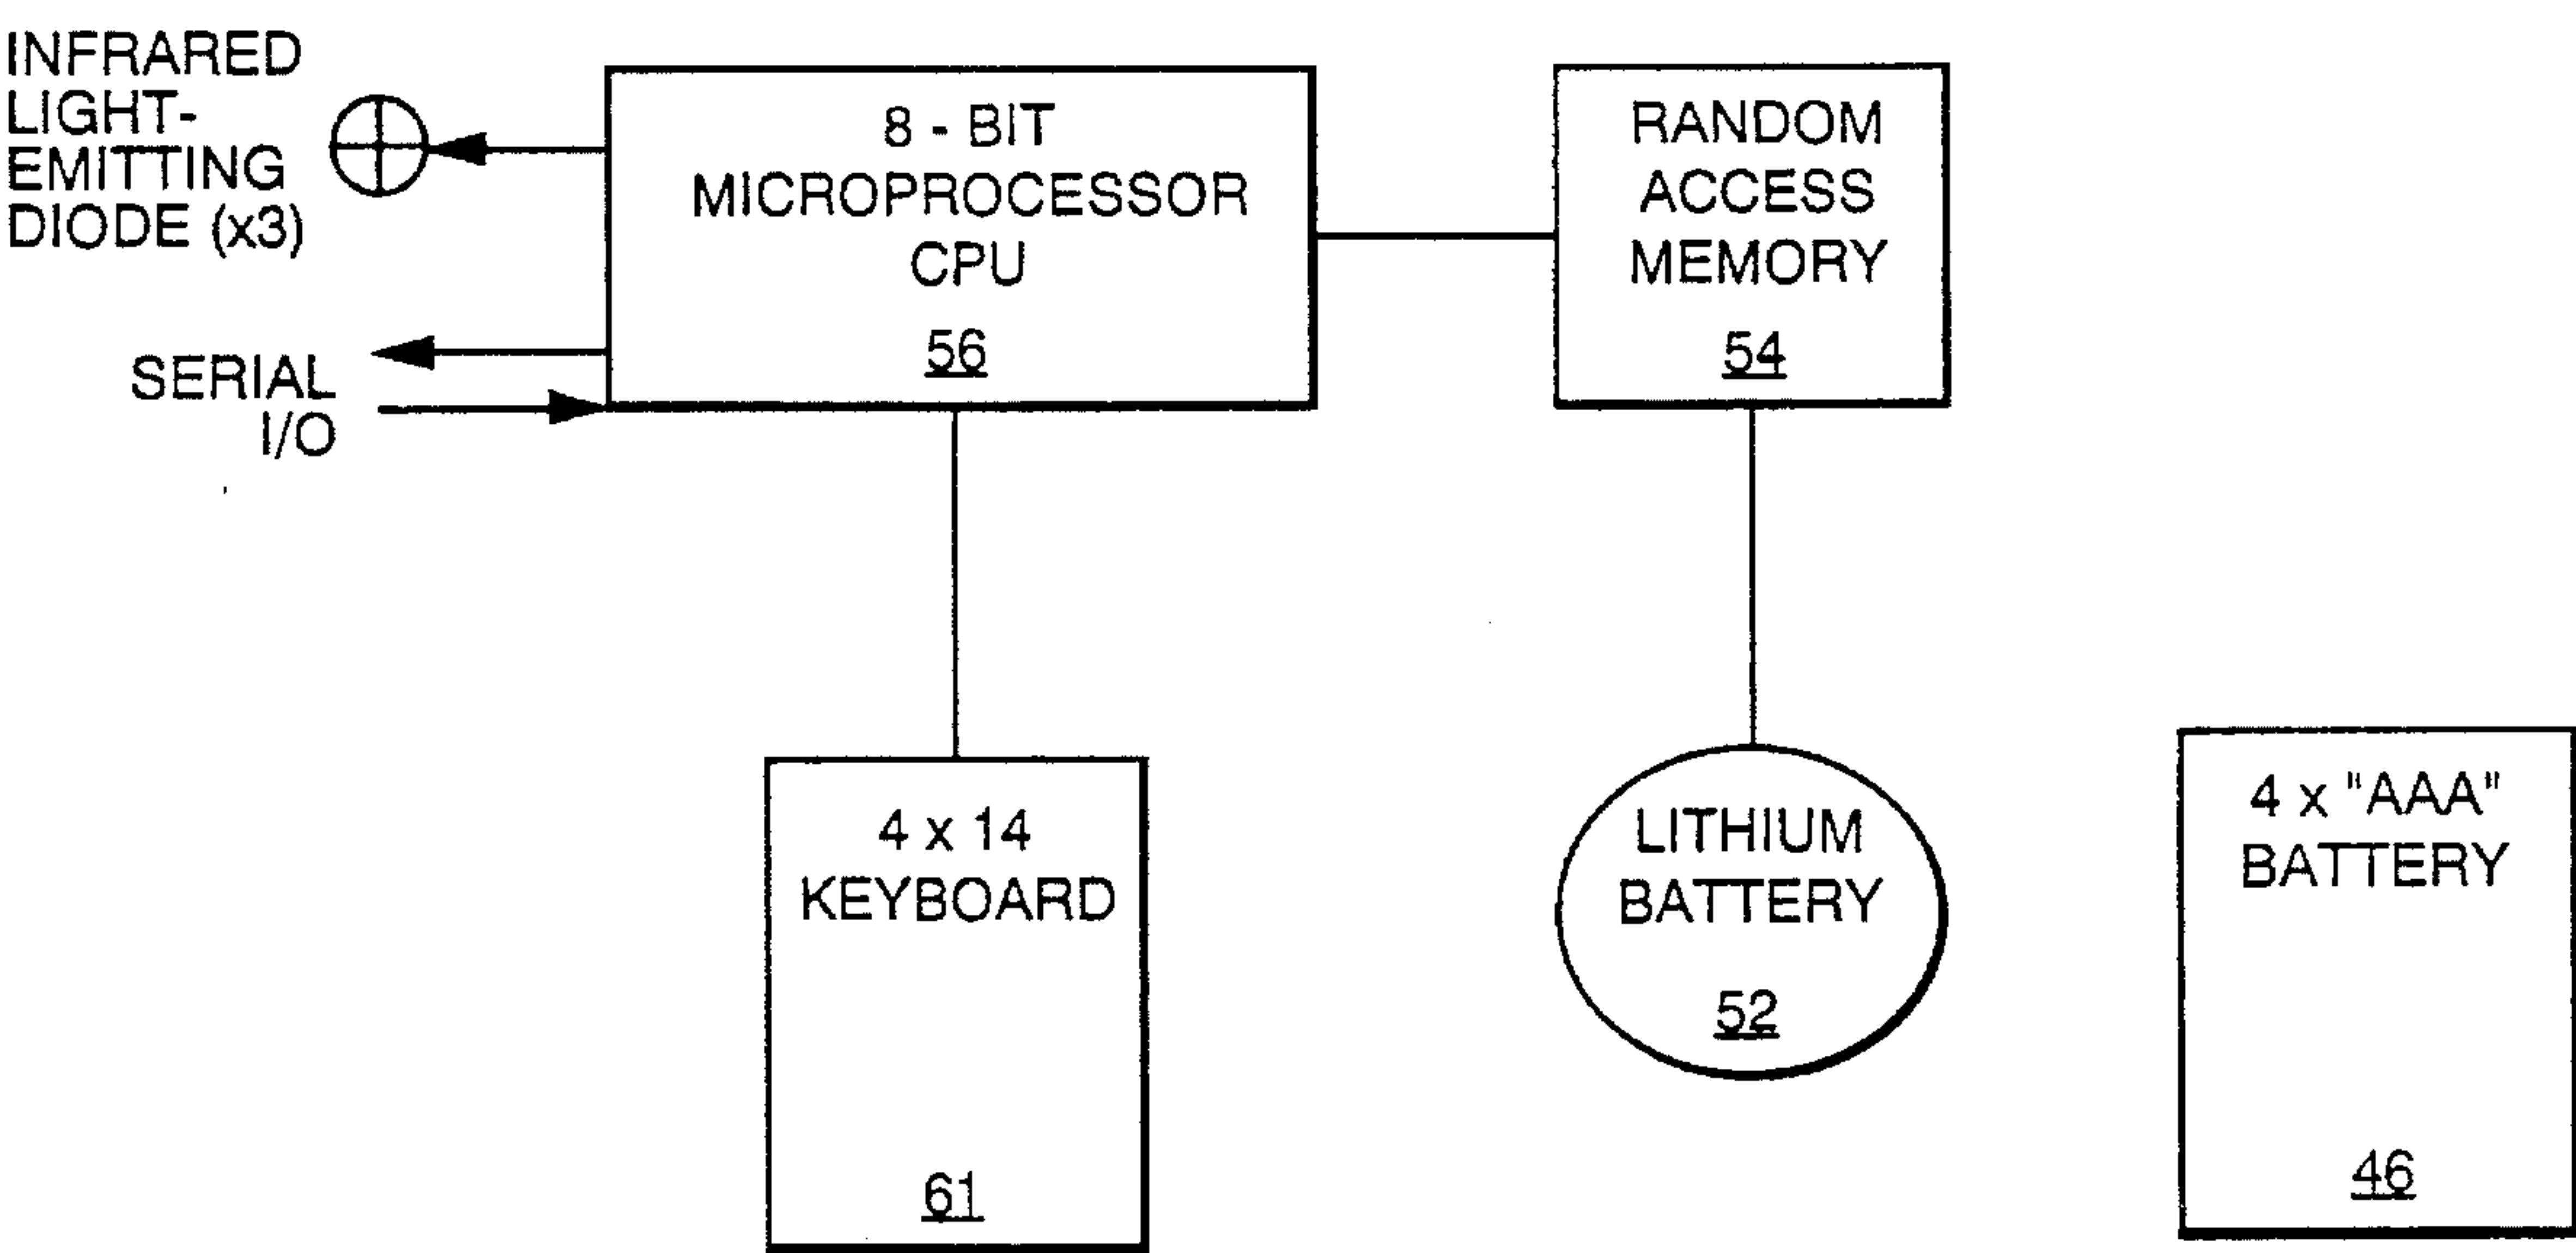 INFRARED
LIGHT-
EMITTING
DIODE (x3)
SERIAL
I/O
8 - BIT
MICROPROCESSOR
CPU
56
RANDOM
ACCESS
MEMORY
54
4 x 14
KEYBOARD
61
LITHIUM
BATTERY
52
4 x "AAA"
BATTERY
46